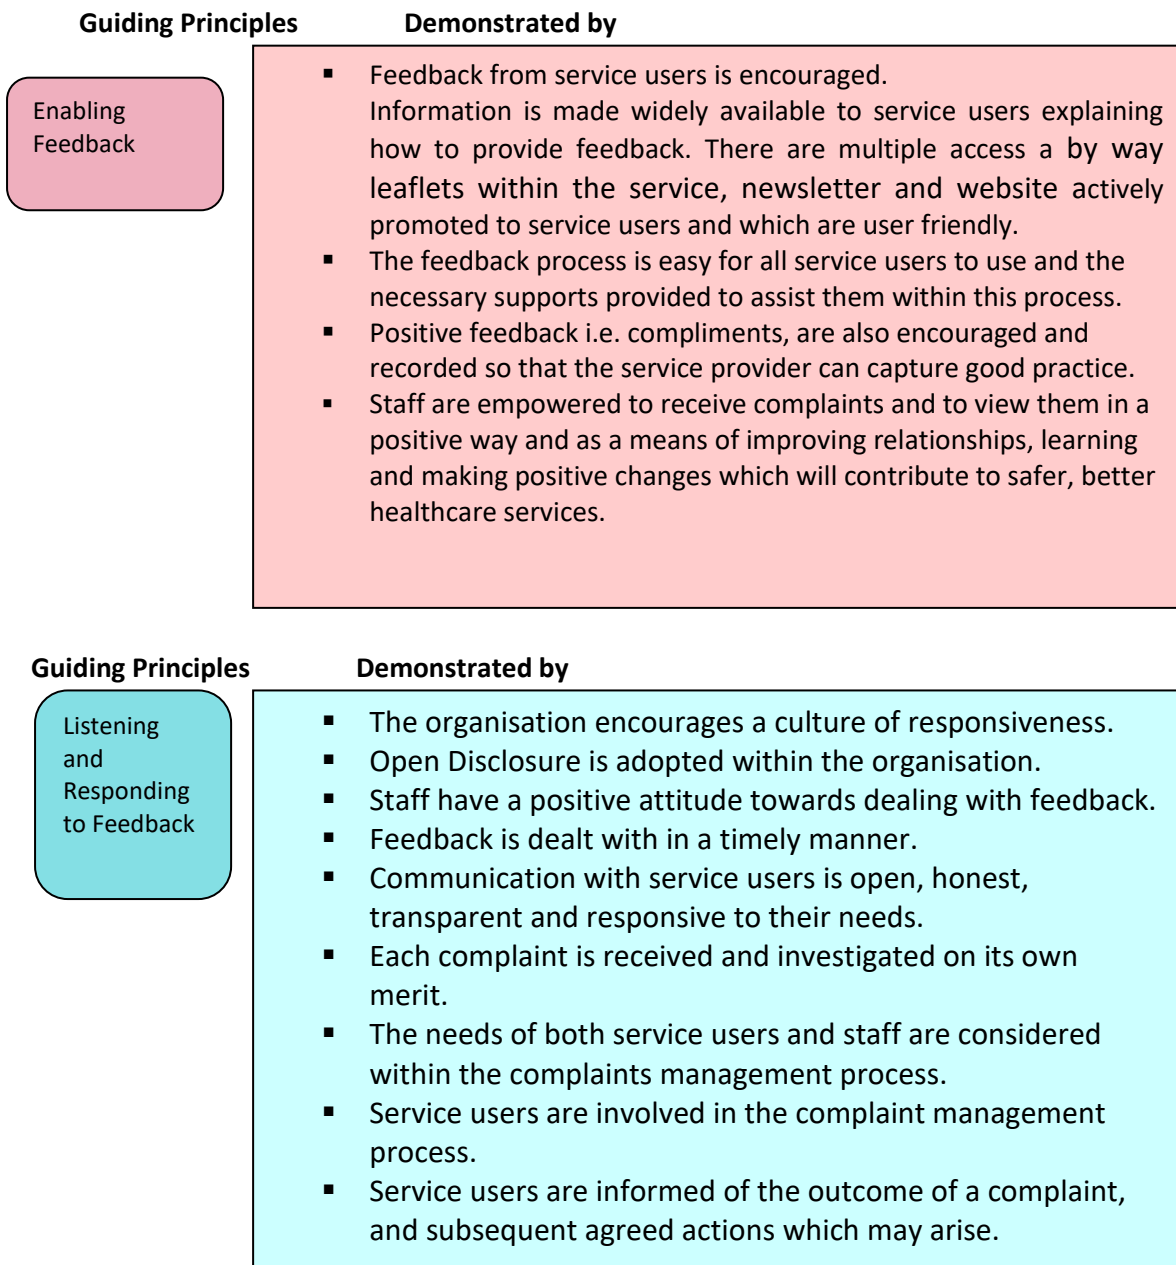 Guiding Principles Demonstrated by
Enabling
Feedback
▪ Feedback from service users is encouraged.
Information is made widely available to service users explaining
how to provide feedback. There are multiple access a by way
leaflets within the service, newsletter and website actively
promoted to service users and which are user friendly.
▪ The feedback process is easy for all service users to use and the
necessary supports provided to assist them within this process.
▪ Positive feedback i.e. compliments, are also encouraged and
recorded so that the service provider can capture good practice.
▪ Staff are empowered to receive complaints and to view them in a
positive way and as a means of improving relationships, learning
and making positive changes which will contribute to safer, better
healthcare services.
Guiding Principles Demonstrated by
Listening
and
Responding
to Feedback
▪ The organisation encourages a culture of responsiveness.
▪ Open Disclosure is adopted within the organisation.
▪ Staff have a positive attitude towards dealing with feedback.
▪ Feedback is dealt with in a timely manner.
▪ Communication with service users is open, honest,
transparent and responsive to their needs.
▪ Each complaint is received and investigated on its own
merit.
▪ The needs of both service users and staff are considered
within the complaints management process.
▪ Service users are involved in the complaint management
process.
▪ Service users are informed of the outcome of a complaint,
and subsequent agreed actions which may arise.